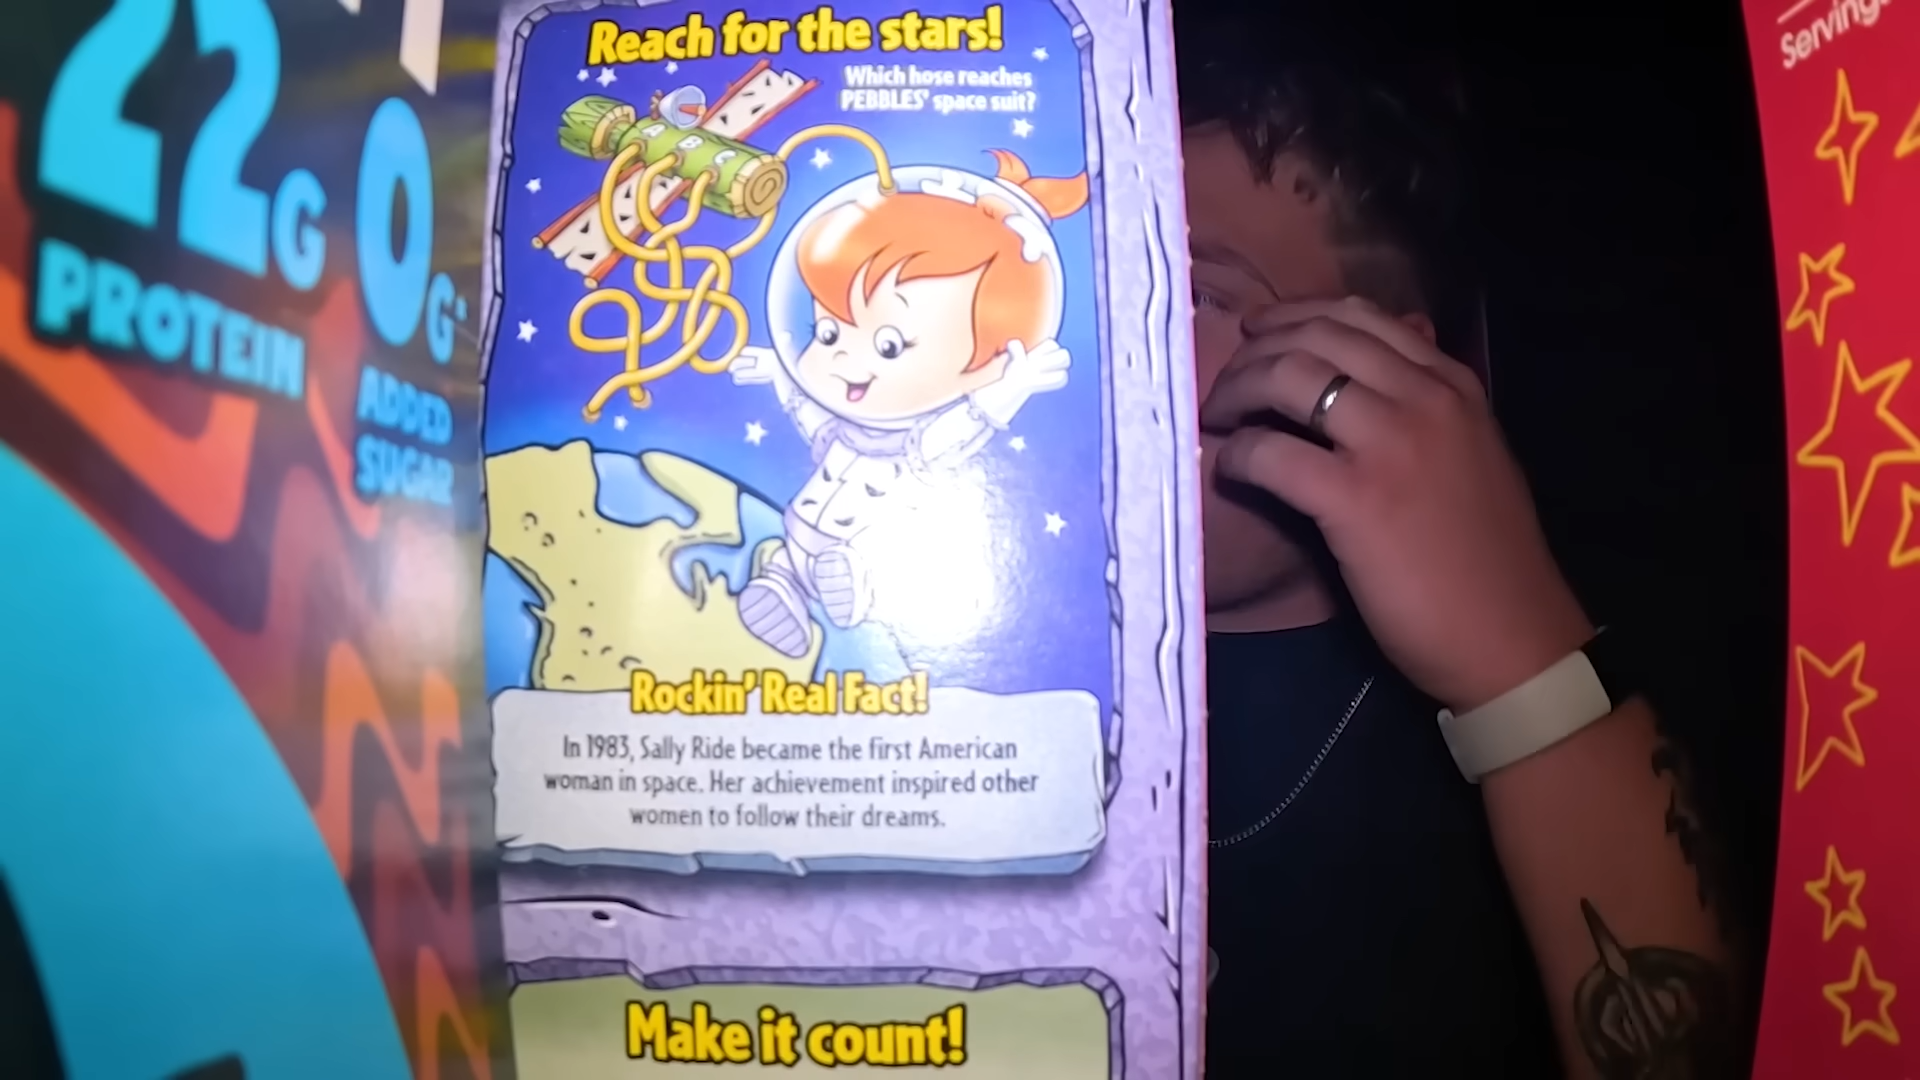 22G
PROTEIN
0G*
ADDED
SUGAR
Reach for the stars!
Which hose reaches
PEBBLES' space suit?
A
B
C
Rockin' Real Fact!
In 1983, Sally Ride became the first American
woman in space. Her achievement inspired other
women to follow their dreams.
Make it count!